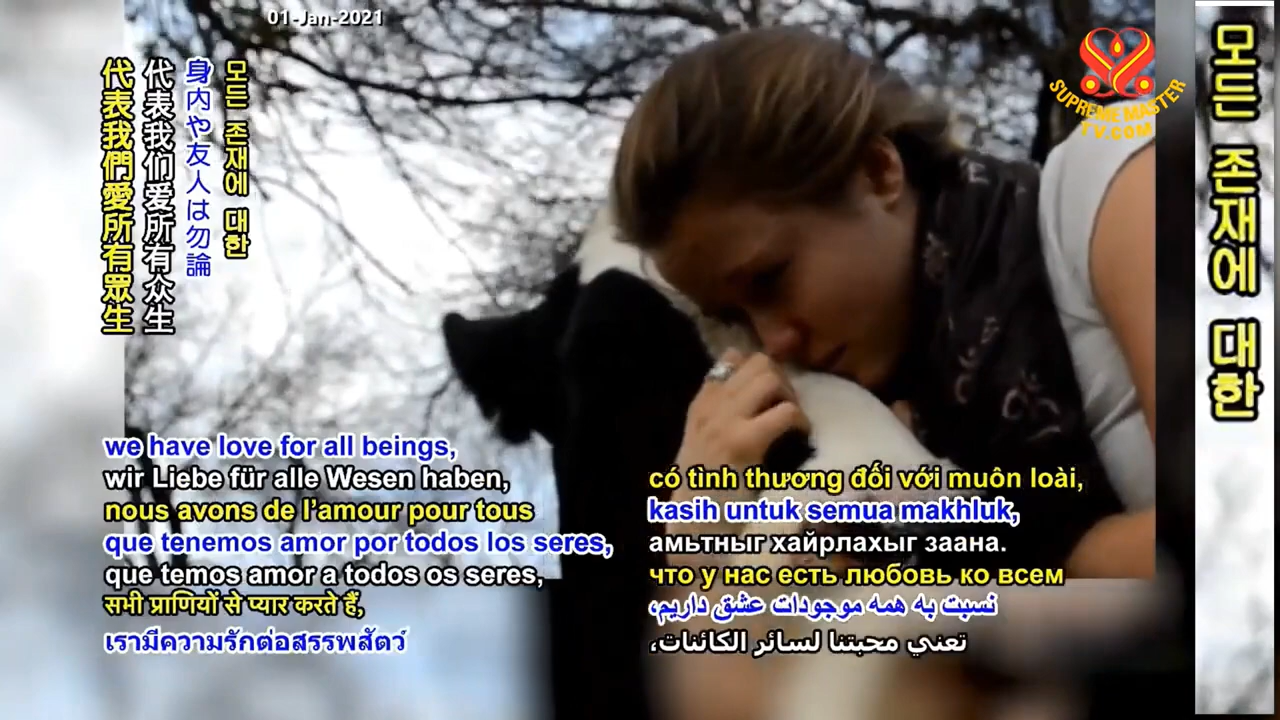 01-Jan-2021
SUPREME MASTER
TV.COM
모든 존재에 대한
모든 존재에 대한
身内や友人は勿論
代表我们爱所有众生
代表我們愛所有眾生
we have love for all beings,
wir Liebe für alle Wesen haben,
nous avons de l'amour pour tous
que tenemos amor por todos los seres,
que temos amor a todos os seres,
सभी प्राणियों से प्यार करते हैं,
เรามีความรักต่อสรรพสัตว์
có tình thương đối với muôn loài,
kasih untuk semua makhluk,
амьтныг хайрлахыг заана.
что у нас есть любовь ко всем
نسبت به همه موجودات عشق داریم،
تعني محبتنا لسائر الكائنات،